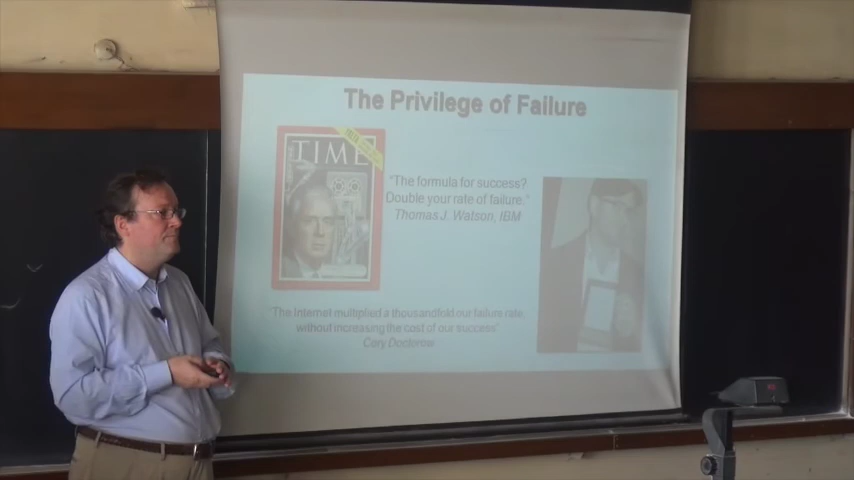 The Privilege of Failure
TIME
"The formula for success?
Double your rate of failure."
Thomas J. Watson, IBM
"The Internet multiplied a thousandfold our failure rate,
without increasing the cost of our success"
Cory Doctorow